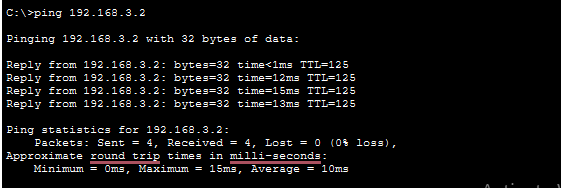 C:\>ping 192.168.3.2
Pinging 192.168.3.2 with 32 bytes of data:
Reply from 192.168.3.2: bytes=32 time<1ms TTL=125
Reply from 192.168.3.2: bytes=32 time=12ms TTL=125
Reply from 192.168.3.2: bytes=32 time=15ms TTL=125
Reply from 192.168.3.2: bytes=32 time=13ms TTL=125
Ping statistics for 192.168.3.2:
Packets: Sent = 4, Received = 4, Lost = 0 (0% loss),
Approximate round trip times in milli-seconds:
Minimum = 0ms, Maximum = 15ms, Average = 10ms